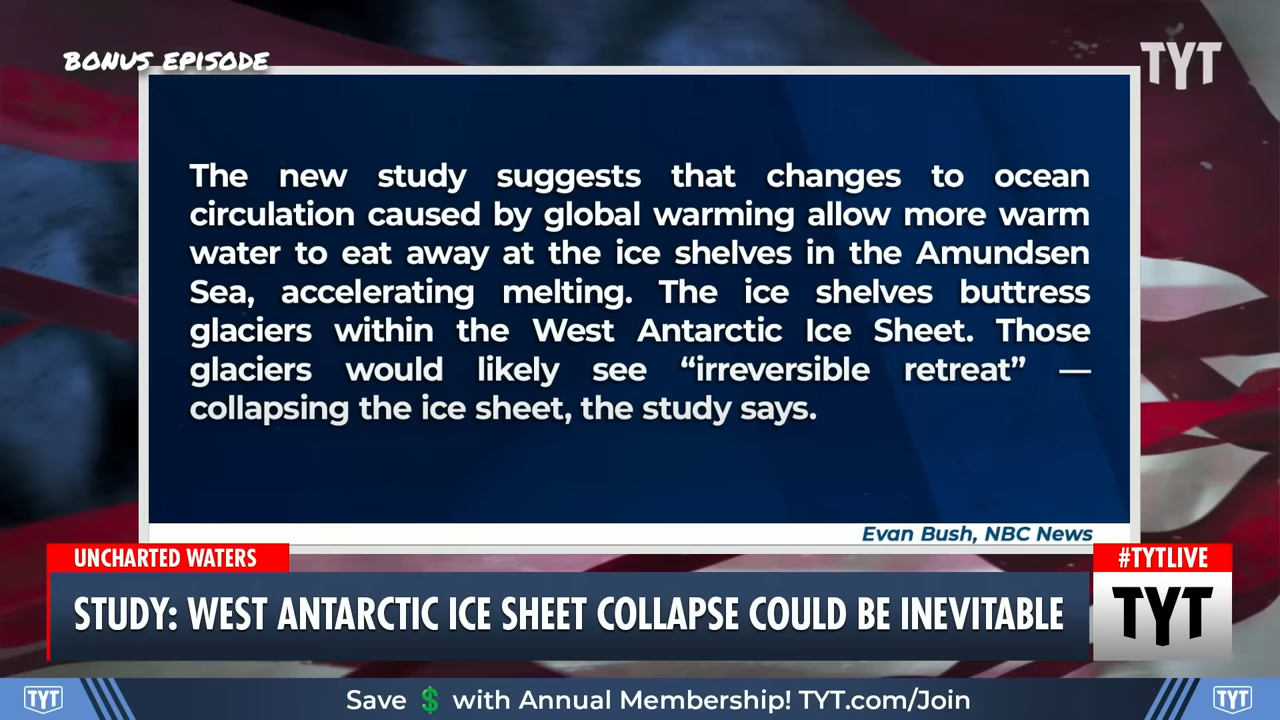 BONUS EPISODE
TYT
The new study suggests that changes to ocean
circulation caused by global warming allow more warm
water to eat away at the ice shelves in the Amundsen
Sea, accelerating melting. The ice shelves buttress
glaciers within the West Antarctic Ice Sheet. Those
glaciers would likely see “irreversible retreat” —
collapsing the ice sheet, the study says.
Evan Bush, NBC News
UNCHARTED WATERS
#TYTLIVE
STUDY: WEST ANTARCTIC ICE SHEET COLLAPSE COULD BE INEVITABLE
TYT
TYT
Save 💲 with Annual Membership! TYT.com/Join
TYT